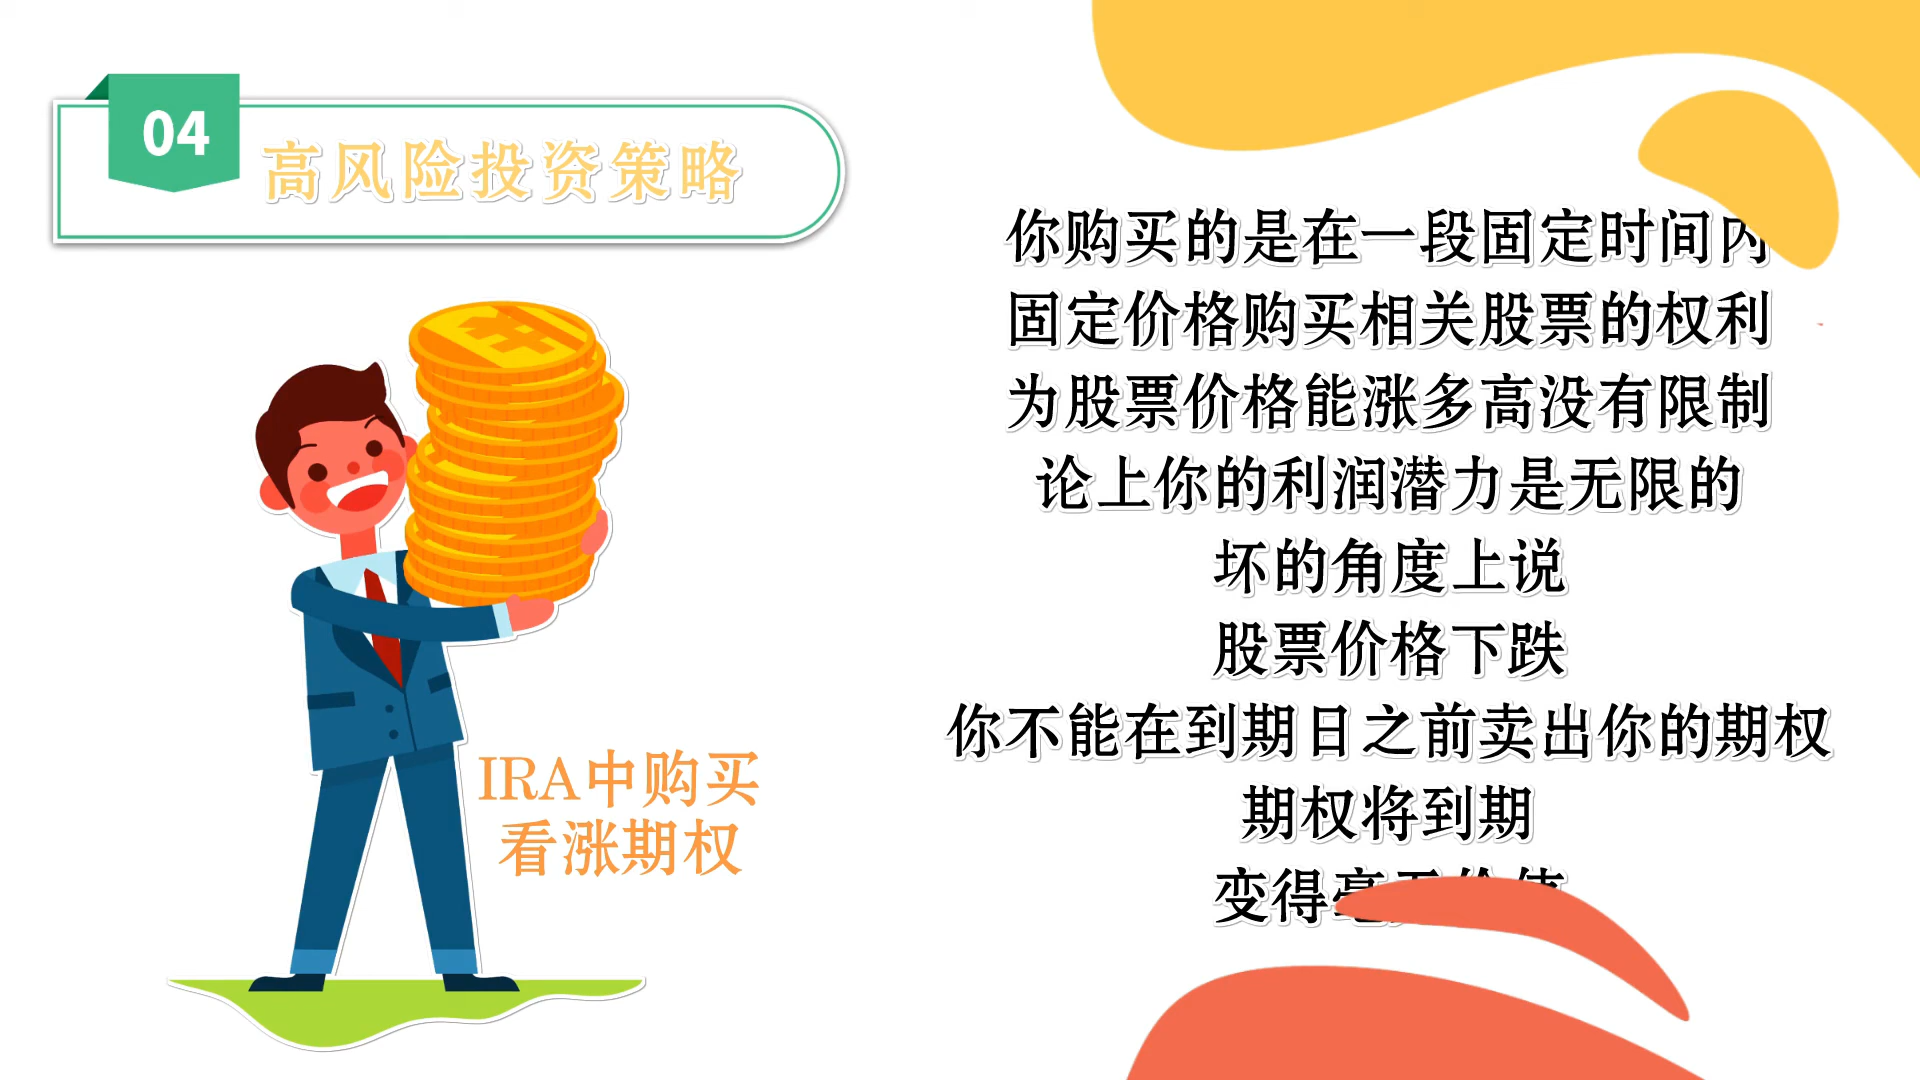 04
高风险投资策略
你购买的是在一段固定时间内
固定价格购买相关股票的权利
为股票价格能涨多高没有限制
论上你的利润潜力是无限的
坏的角度上说
股票价格下跌
你不能在到期日之前卖出你的期权
期权将到期
变得毫无价值
IRA中购买
看涨期权